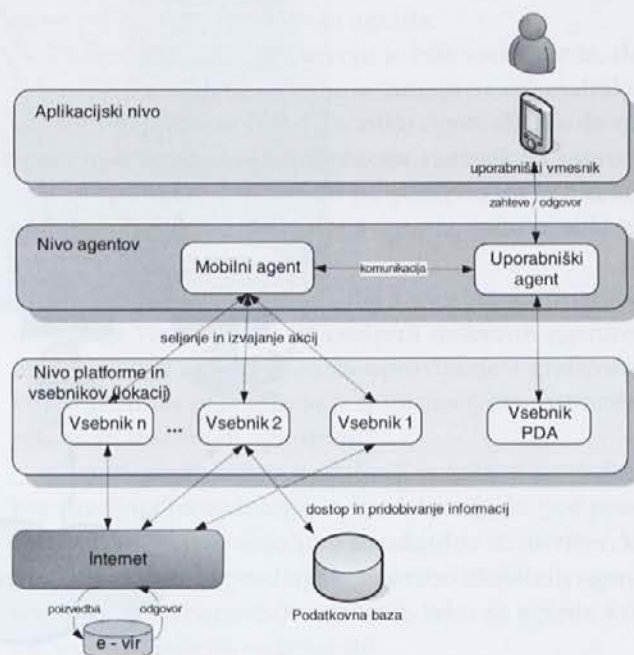 Aplikacijski nivo
uporabniški vmesnik
zahteve / odgovor
Nivo agentov
Mobilni agent
komunikacija
Uporabniški
agent
seljenje in izvajanje akcij
Nivo platforme in
vsebnikov (lokacij)
Vsebnik n
...
Vsebnik 2
Vsebnik 1
Vsebnik
PDA
dostop in pridobivanje informacij
Internet
poizvedba
odgovor
e - vir
Podatkovna baza